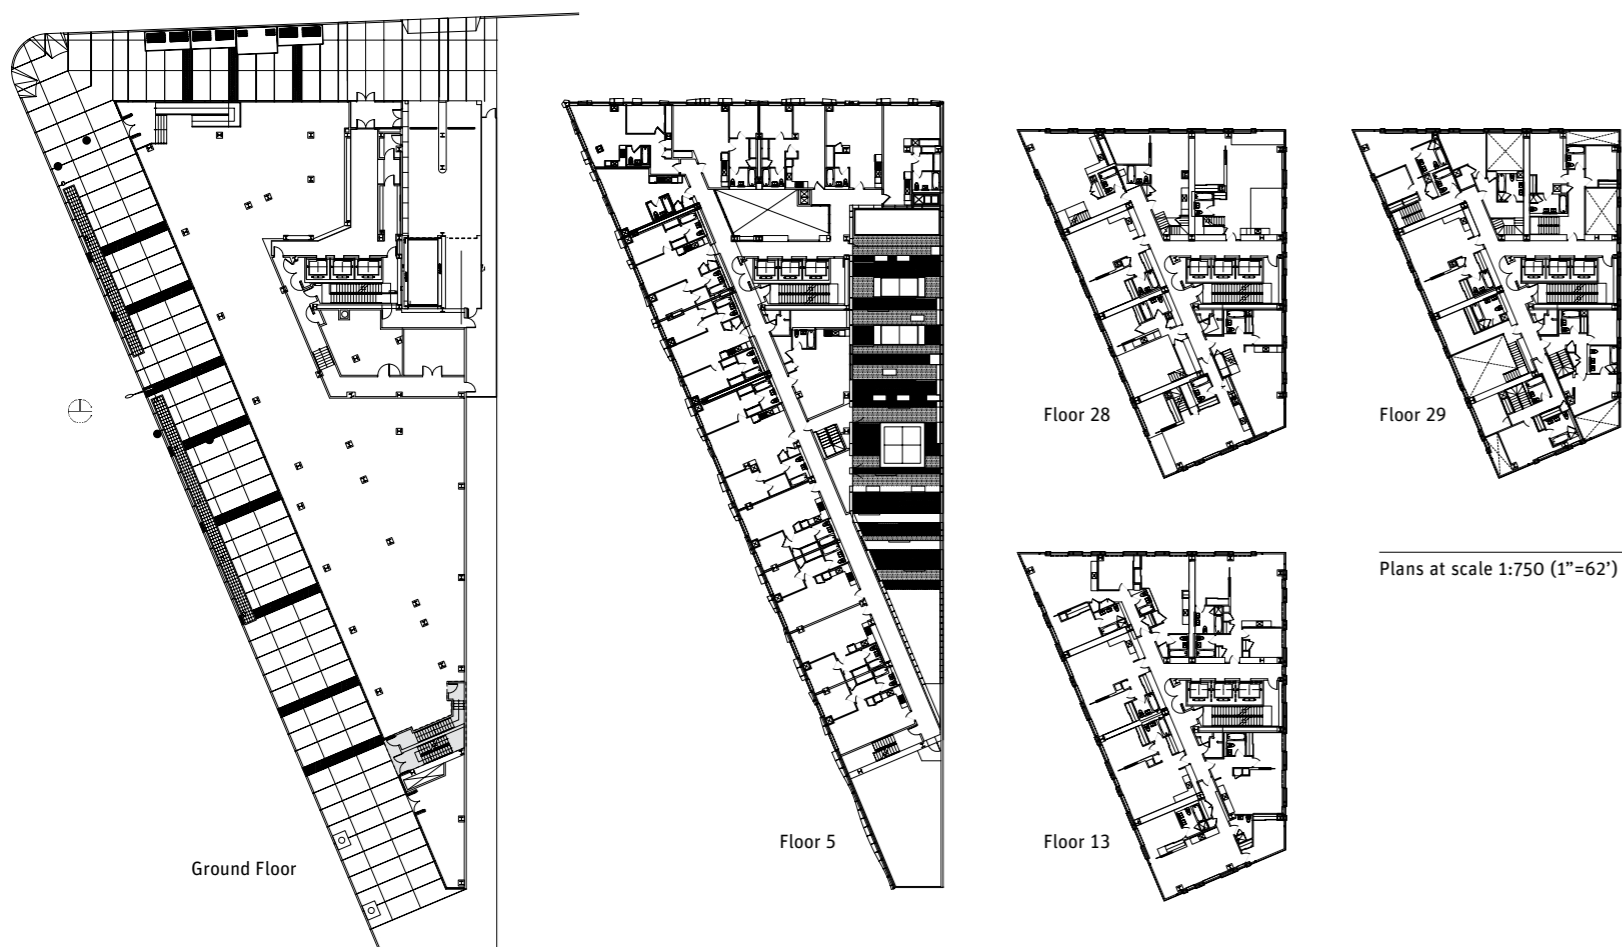 Floor 28
Floor 29
Plans at scale 1:750 (1”=62’)
Ground Floor
Floor 5
Floor 13